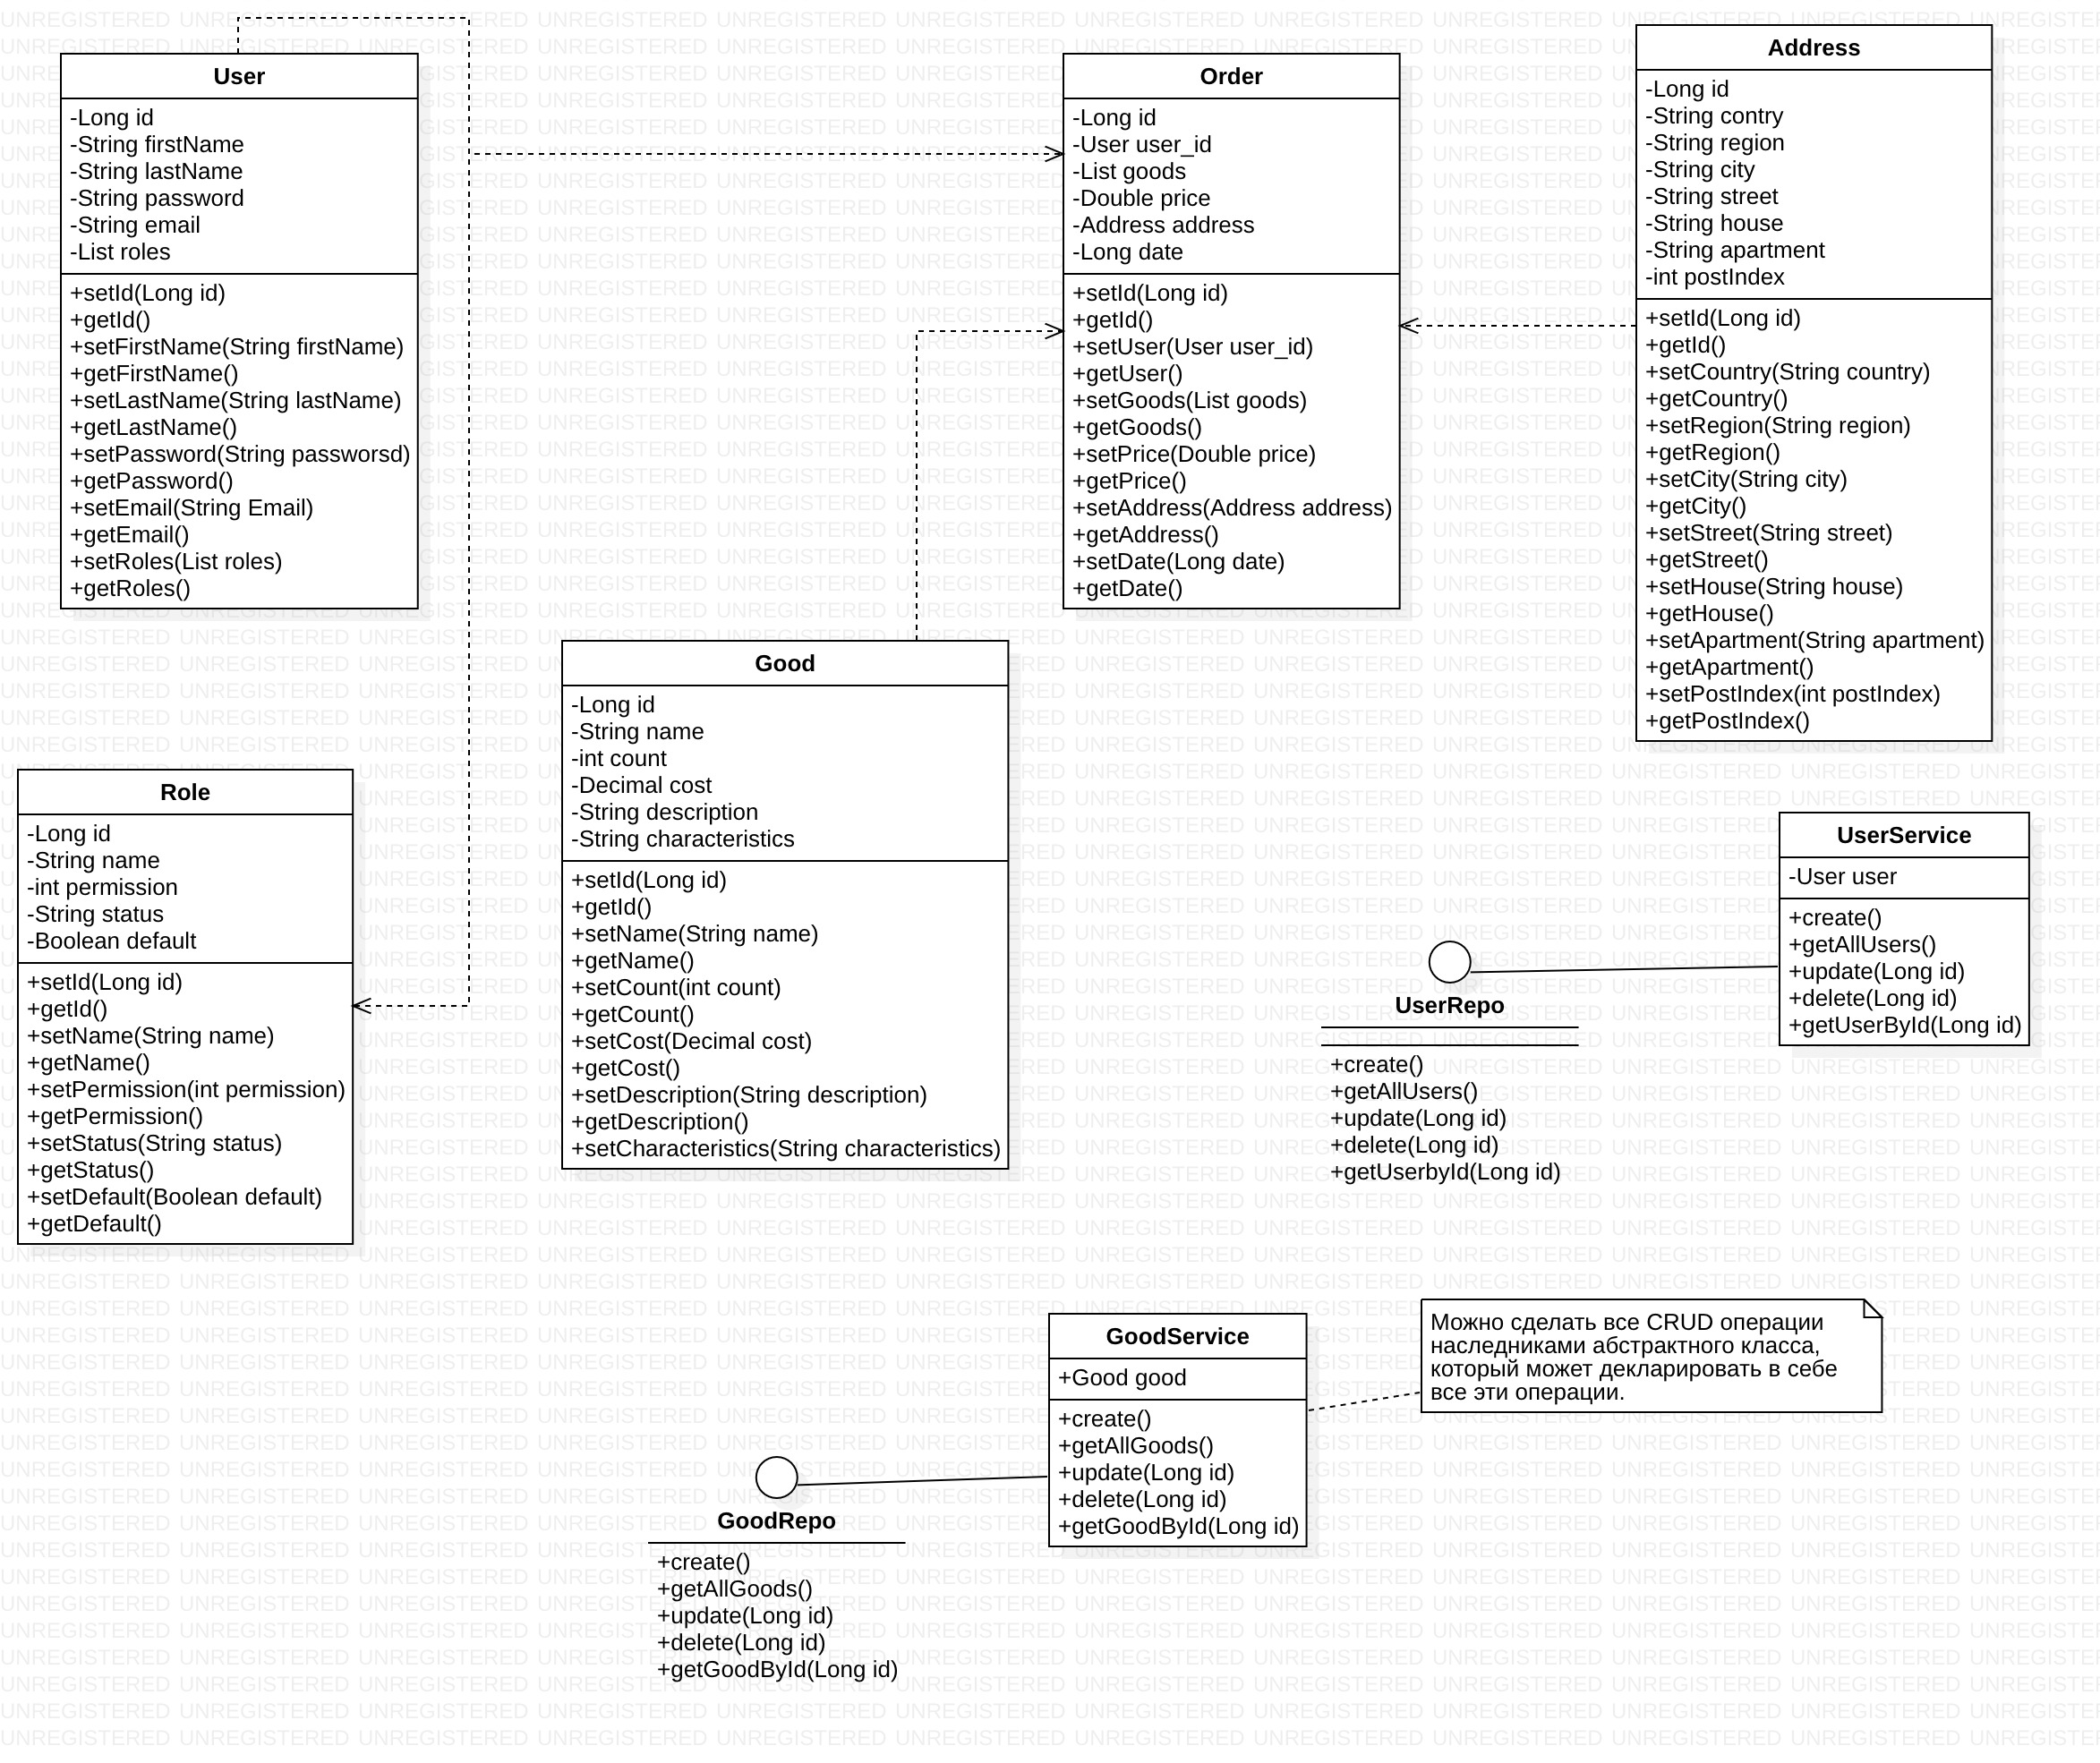 User
-Long id
-String firstName
-String lastName
-String password
-String email
-List roles
+setId(Long id)
+getId()
+setFirstName(String firstName)
+getFirstName()
+setLastName(String lastName)
+getLastName()
+setPassword(String passworsd)
+getPassword()
+setEmail(String Email)
+getEmail()
+setRoles(List roles)
+getRoles()
Order
-Long id
-User user_id
-List goods
-Double price
-Address address
-Long date
+setId(Long id)
+getId()
+setUser(User user_id)
+getUser()
+setGoods(List goods)
+getGoods()
+setPrice(Double price)
+getPrice()
+setAddress(Address address)
+getAddress()
+setDate(Long date)
+getDate()
Address
-Long id
-String contry
-String region
-String city
-String street
-String house
-String apartment
-int postIndex
+setId(Long id)
+getId()
+setCountry(String country)
+getCountry()
+setRegion(String region)
+getRegion()
+setCity(String city)
+getCity()
+setStreet(String street)
+getStreet()
+setHouse(String house)
+getHouse()
+setApartment(String apartment)
+getApartment()
+setPostIndex(int postIndex)
+getPostIndex()
Good
-Long id
-String name
-int count
-Decimal cost
-String description
-String characteristics
+setId(Long id)
+getId()
+setName(String name)
+getName()
+setCount(int count)
+getCount()
+setCost(Decimal cost)
+getCost()
+setDescription(String description)
+getDescription()
+setCharacteristics(String characteristics)
Role
-Long id
-String name
-int permission
-String status
-Boolean default
+setId(Long id)
+getId()
+setName(String name)
+getName()
+setPermission(int permission)
+getPermission()
+setStatus(String status)
+getStatus()
+setDefault(Boolean default)
+getDefault()
UserService
-User user
+create()
+getAllUsers()
+update(Long id)
+delete(Long id)
+getUserById(Long id)
UserRepo
+create()
+getAllUsers()
+update(Long id)
+delete(Long id)
+getUserbyId(Long id)
GoodService
+Good good
+create()
+getAllGoods()
+update(Long id)
+delete(Long id)
+getGoodById(Long id)
Можно сделать все CRUD операции
наследниками абстрактного класса,
который может декларировать в себе
все эти операции.
GoodRepo
+create()
+getAllGoods()
+update(Long id)
+delete(Long id)
+getGoodById(Long id)
UNREGISTERED